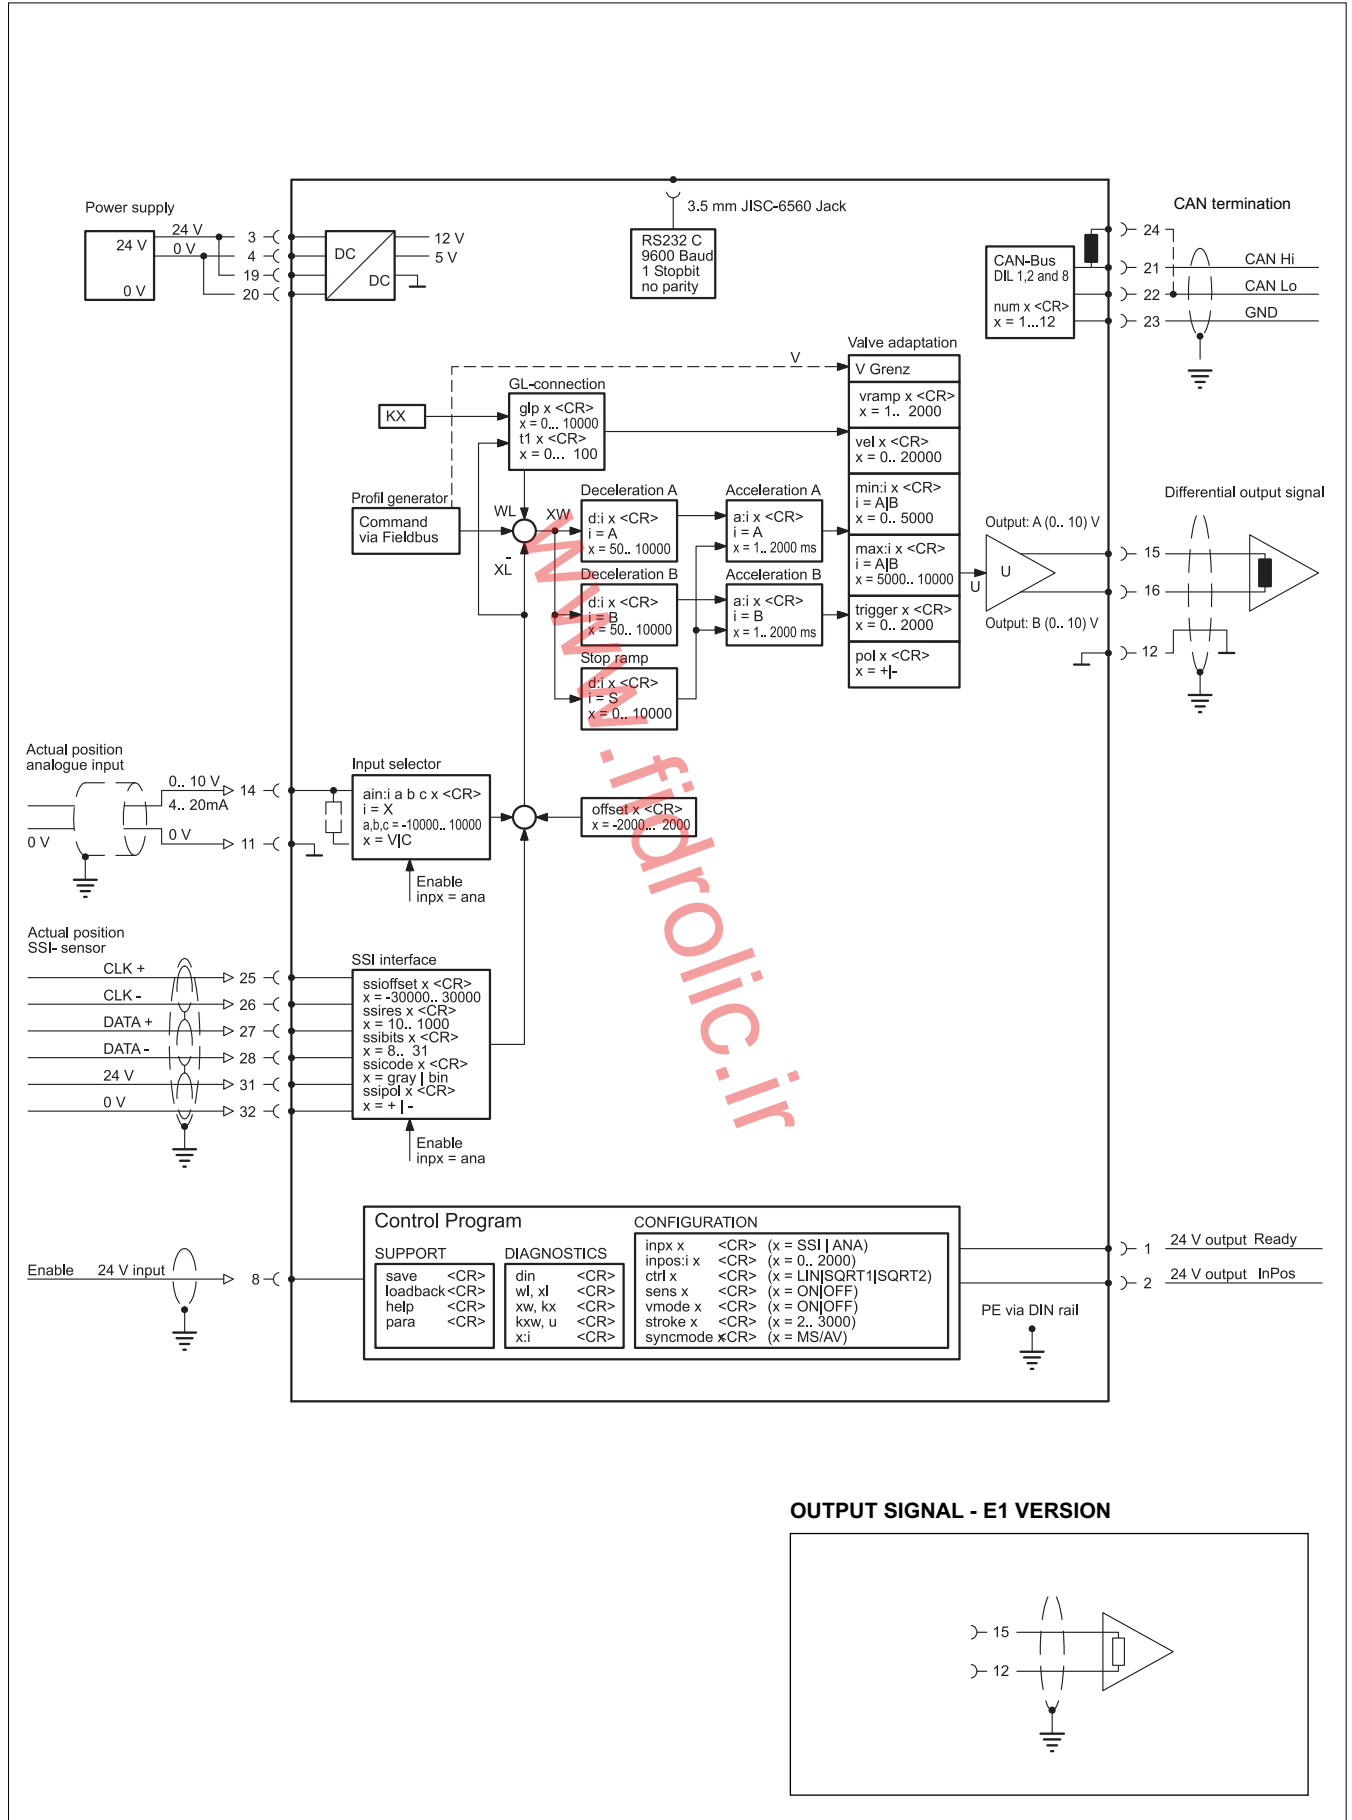 Power supply
24 V
0 V
24 V
0 V
3
4
19
20
DC
DC
12 V
5 V
3.5 mm JISC-6560 Jack
RS232 C
9600 Baud
1 Stopbit
no parity
CAN termination
CAN-Bus
DIL 1,2 and 8
num x <CR>
x = 1...12
24
21
22
23
CAN Hi
CAN Lo
GND
Valve adaptation
V
V Grenz
vramp x <CR>
x = 1.. 2000
vel x <CR>
x = 0.. 20000
min:i x <CR>
i = A|B
x = 0.. 5000
max:i x <CR>
i = A|B
x = 5000.. 10000
trigger x <CR>
x = 0.. 2000
pol x <CR>
x = +|-
GL-connection
KX
glp x <CR>
x = 0... 10000
t1 x <CR>
x = 0... 100
Profil generator
Command
via Fieldbus
WL
XW
-
XL
Deceleration A
d:i x <CR>
i = A
x = 50.. 10000
Deceleration B
d:i x <CR>
i = B
x = 50.. 10000
Stop ramp
d:i x <CR>
i = S
x = 0.. 10000
Acceleration A
a:i x <CR>
i = A
x = 1.. 2000 ms
Acceleration B
a:i x <CR>
i = B
x = 1.. 2000 ms
U
U
Output: A (0.. 10) V
Output: B (0.. 10) V
Differential output signal
15
16
12
Actual position
analogue input
0.. 10 V
4.. 20mA
0 V
0 V
14
11
Input selector
ain:i a b c x <CR>
i = X
a,b,c = -10000.. 10000
x = V|C
Enable
inpx = ana
offset x <CR>
x = -2000... 2000
Actual position
SSI- sensor
CLK +
CLK -
DATA +
DATA -
24 V
0 V
25
26
27
28
31
32
SSI interface
ssioffset x <CR>
x = -30000.. 30000
ssires x <CR>
x = 10.. 1000
ssibits x <CR>
x = 8.. 31
ssicode x <CR>
x = gray | bin
ssipol x <CR>
x = + | -
Enable
inpx = ana
www.fidrolic.ir
Enable 24 V input
8
Control Program
SUPPORT
save <CR>
loadback<CR>
help <CR>
para <CR>
DIAGNOSTICS
din <CR>
wl, xl <CR>
xw, kx <CR>
kxw, u <CR>
x:i <CR>
CONFIGURATION
inpx x <CR> (x = SSI | ANA)
inpos:i x <CR> (x = 0.. 2000)
ctrl x <CR> (x = LIN|SQRT1|SQRT2)
sens x <CR> (x = ON|OFF)
vmode x <CR> (x = ON|OFF)
stroke x <CR> (x = 2.. 3000)
syncmode x<CR> (x = MS/AV)
1
2
24 V output Ready
24 V output InPos
PE via DIN rail
OUTPUT SIGNAL - E1 VERSION
15
12